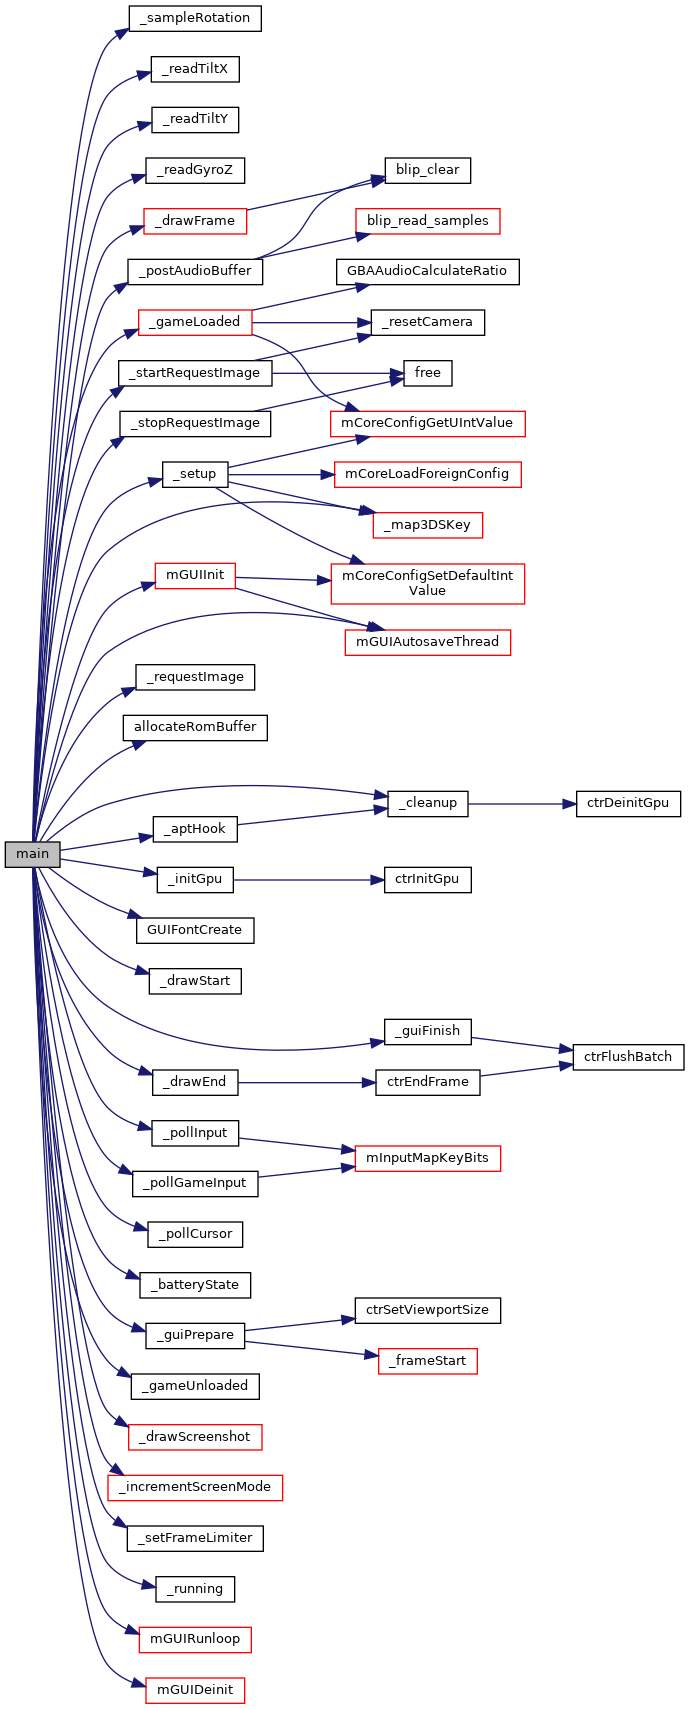 _sampleRotation
_readTiltX
_readTiltY
_readGyroZ
blip_clear
_drawFrame
blip_read_samples
_postAudioBuffer
GBAAudioCalculateRatio
_gameLoaded
_resetCamera
_startRequestImage
free
_stopRequestImage
mCoreConfigGetUIntValue
_setup
mCoreLoadForeignConfig
_map3DSKey
mGUIInit
mCoreConfigSetDefaultInt
Value
mGUIAutosaveThread
_requestImage
allocateRomBuffer
_cleanup
ctrDeinitGpu
_aptHook
main
_initGpu
ctrInitGpu
GUIFontCreate
_drawStart
_guiFinish
ctrFlushBatch
_drawEnd
ctrEndFrame
_pollInput
mInputMapKeyBits
_pollGameInput
_pollCursor
_batteryState
ctrSetViewportSize
_guiPrepare
_frameStart
_gameUnloaded
_drawScreenshot
_incrementScreenMode
_setFrameLimiter
_running
mGUIRunloop
mGUIDeinit